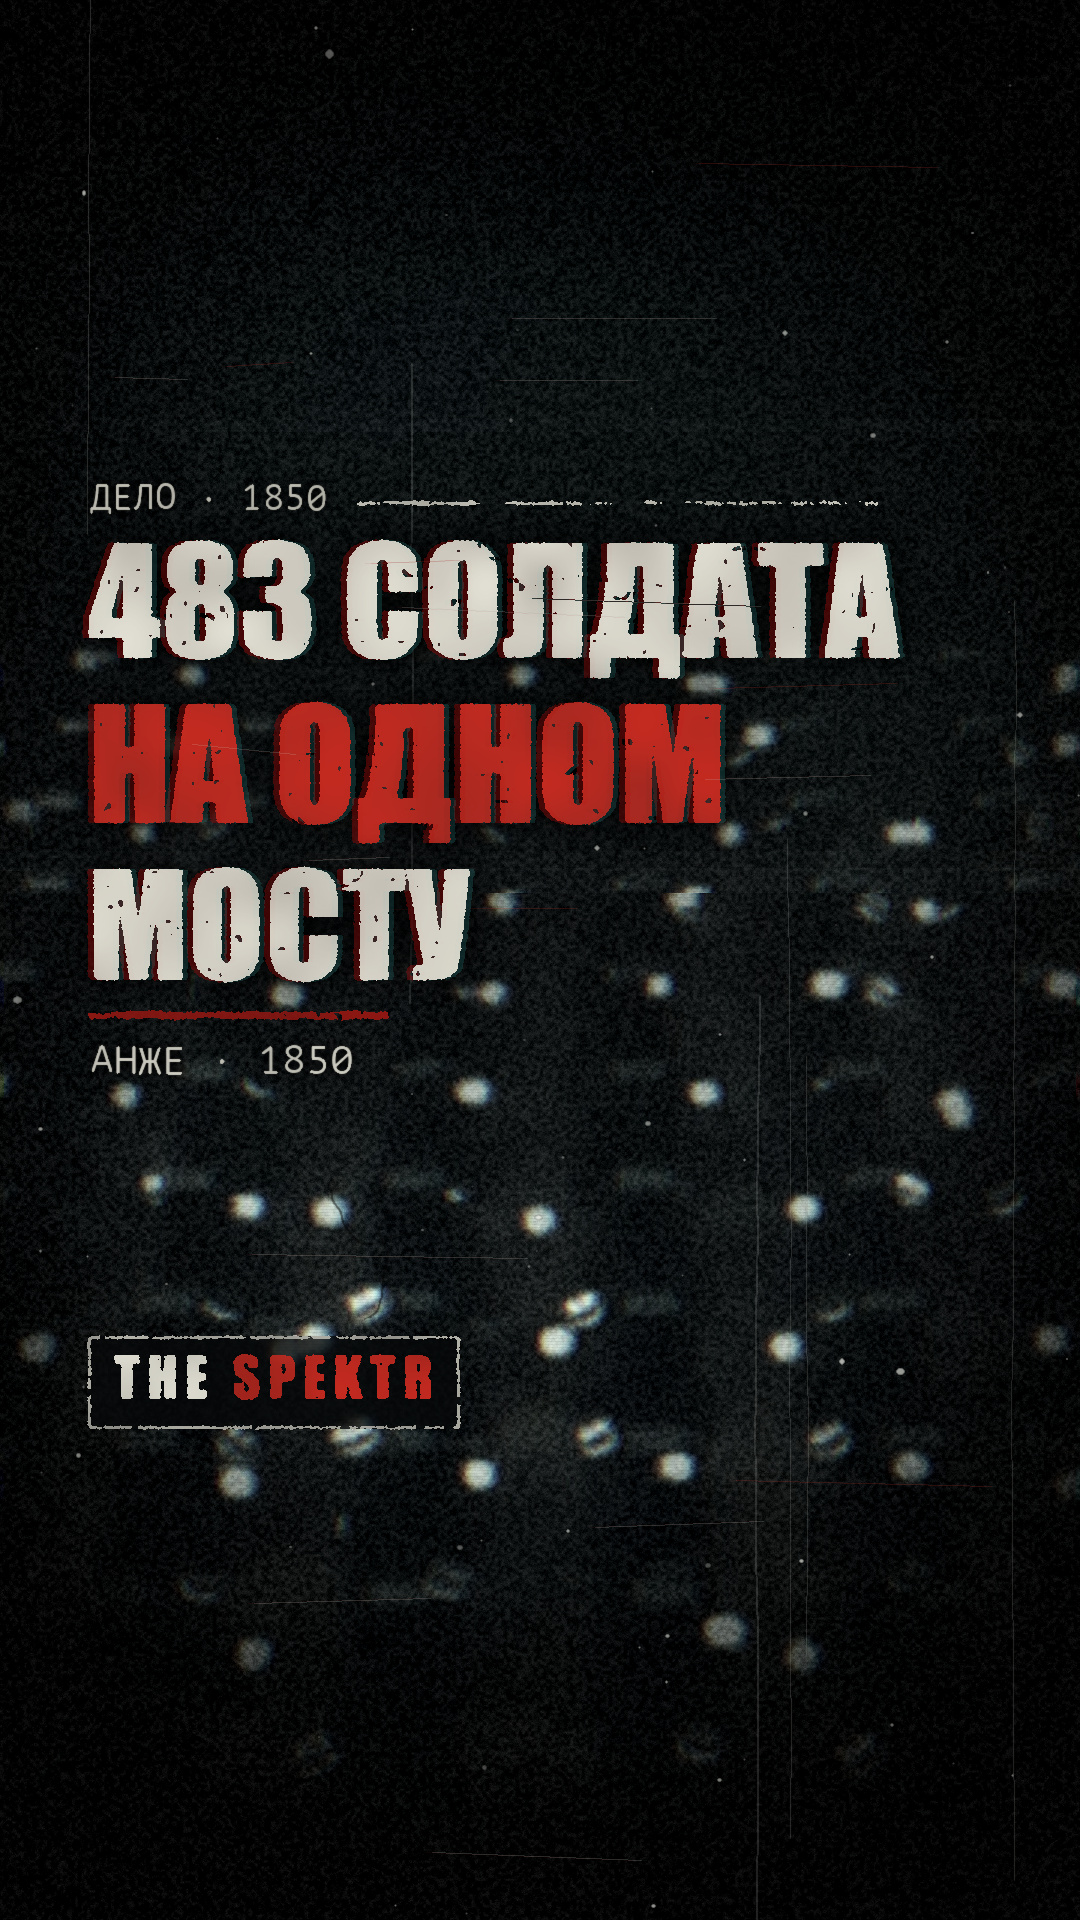 ДЕЛО · 1850
483 СОЛДАТА
НА ОДНОМ
МОСТУ
АНЖЕ · 1850
THE SPEKTR